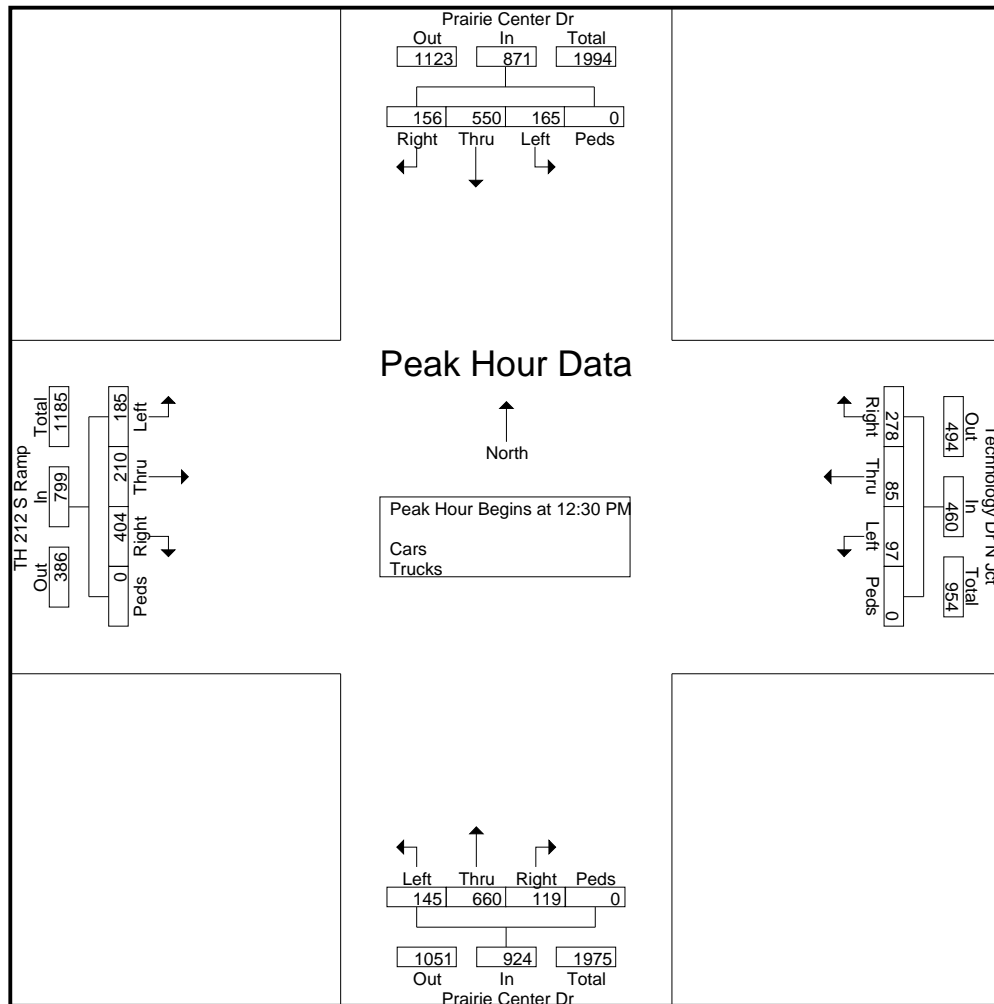 Prairie Center Dr
Out In Total
1123 871 1994
156 550 165 0
Right Thru Left Peds
Peak Hour Data
North
Peak Hour Begins at 12:30 PM
Cars
Trucks
TH 212 S Ramp
Out In Total
386 799 1185
Left Thru Right Peds
185 210 404 0
Technology Dr N Jct
Out In Total
494 460 954
278 85 97 0
Right Thru Left Peds
Left Thru Right Peds
145 660 119 0
1051 924 1975
Out In Total
Prairie Center Dr